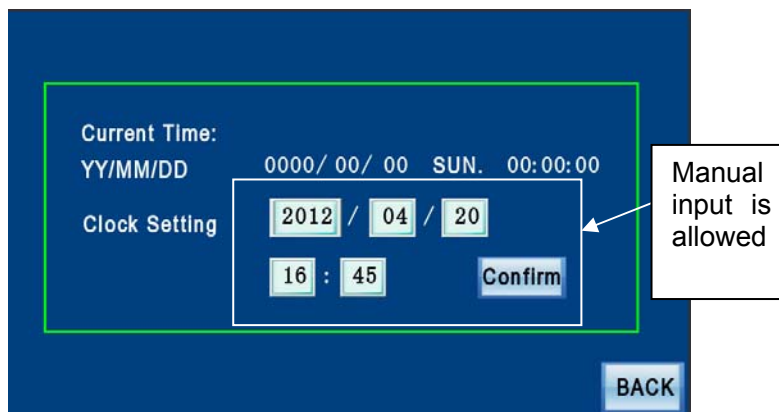 Current Time:
YY/MM/DD 0000/ 00/ 00 SUN. 00:00:00
Clock Setting 2012 / 04 / 20
16 : 45 Confirm
Manual
input is
allowed
BACK